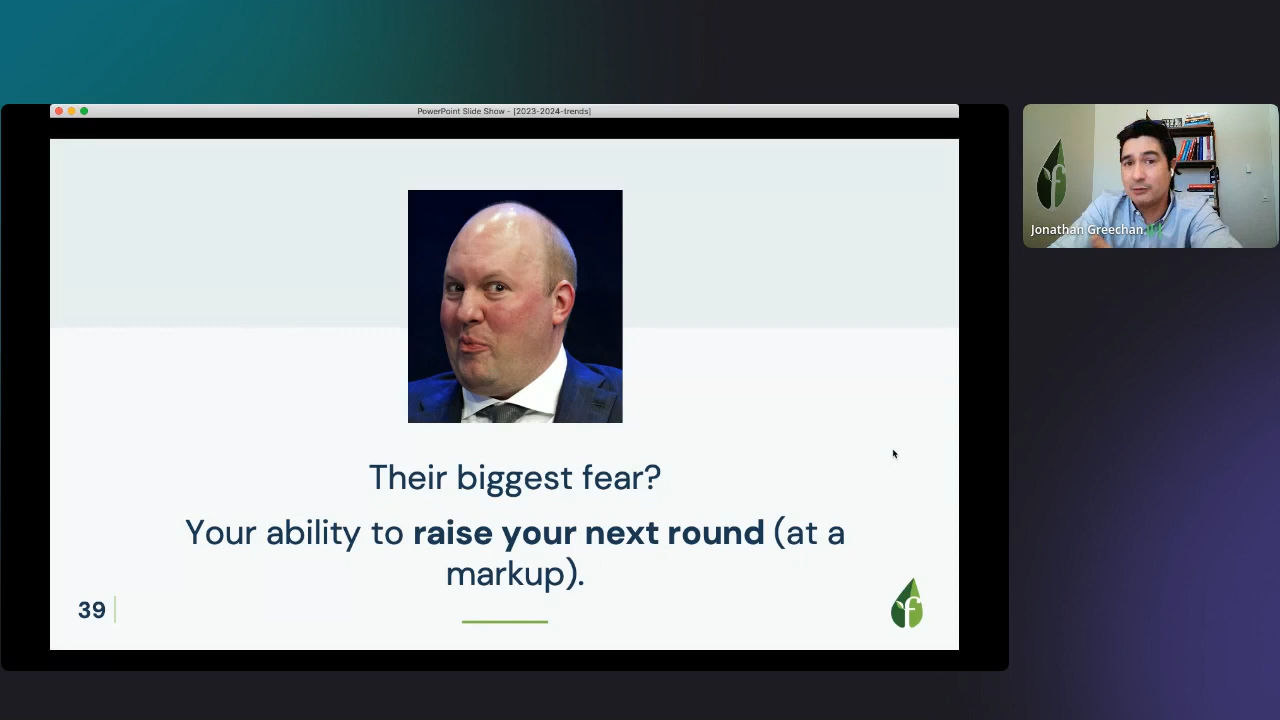 PowerPoint Slide Show - [2023-2024-trends]
Jonathan Greechan
Their biggest fear?
Your ability to raise your next round (at a
markup).
39
f
f